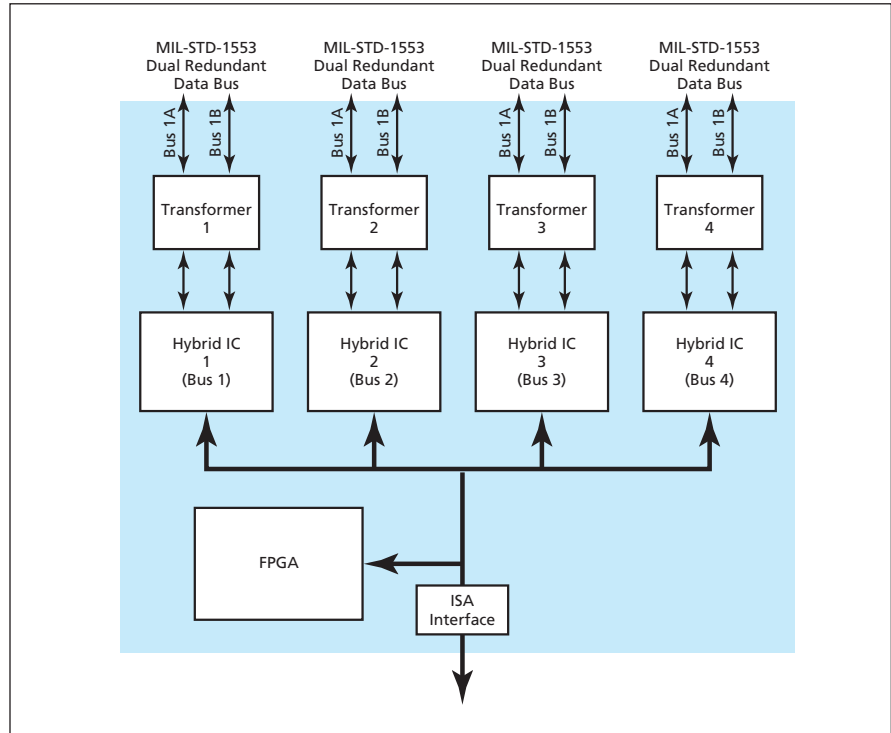 MIL-STD-1553
Dual Redundant
Data Bus
MIL-STD-1553
Dual Redundant
Data Bus
MIL-STD-1553
Dual Redundant
Data Bus
MIL-STD-1553
Dual Redundant
Data Bus
Bus 1A
Bus 1B
Bus 1A
Bus 1B
Bus 1A
Bus 1B
Bus 1A
Bus 1B
Transformer
1
Transformer
2
Transformer
3
Transformer
4
Hybrid IC
1
(Bus 1)
Hybrid IC
2
(Bus 2)
Hybrid IC
3
(Bus 3)
Hybrid IC
4
(Bus 4)
FPGA
ISA
Interface